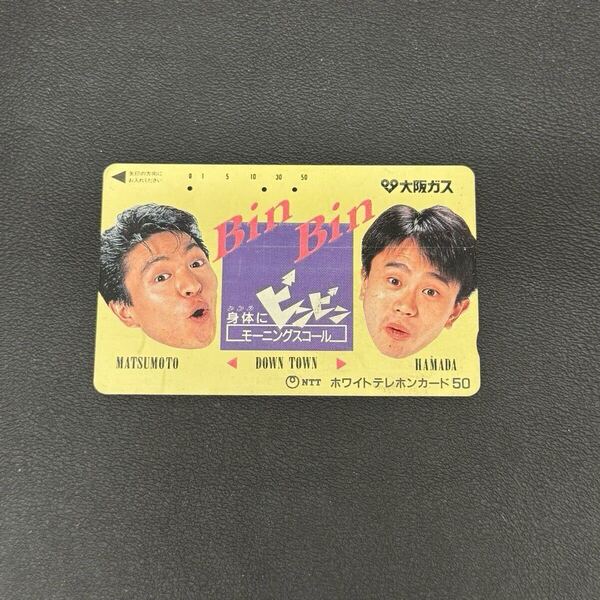 矢印の方向に
お入れください
0 1 5 10 30 50
大阪ガス
Bin Bin
身体に
ビンビン
モーニングスコール
MATSUMOTO
DOWN TOWN
HAMADA
NTT ホワイトテレホンカード50